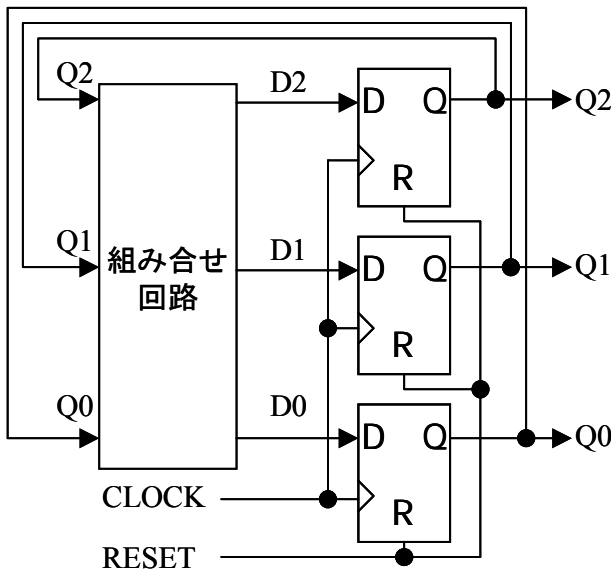 Q2
D2
D
Q
R
Q2
Q1
組み合せ
回路
D1
D
Q
R
Q1
Q0
D0
D
Q
R
Q0
CLOCK
RESET